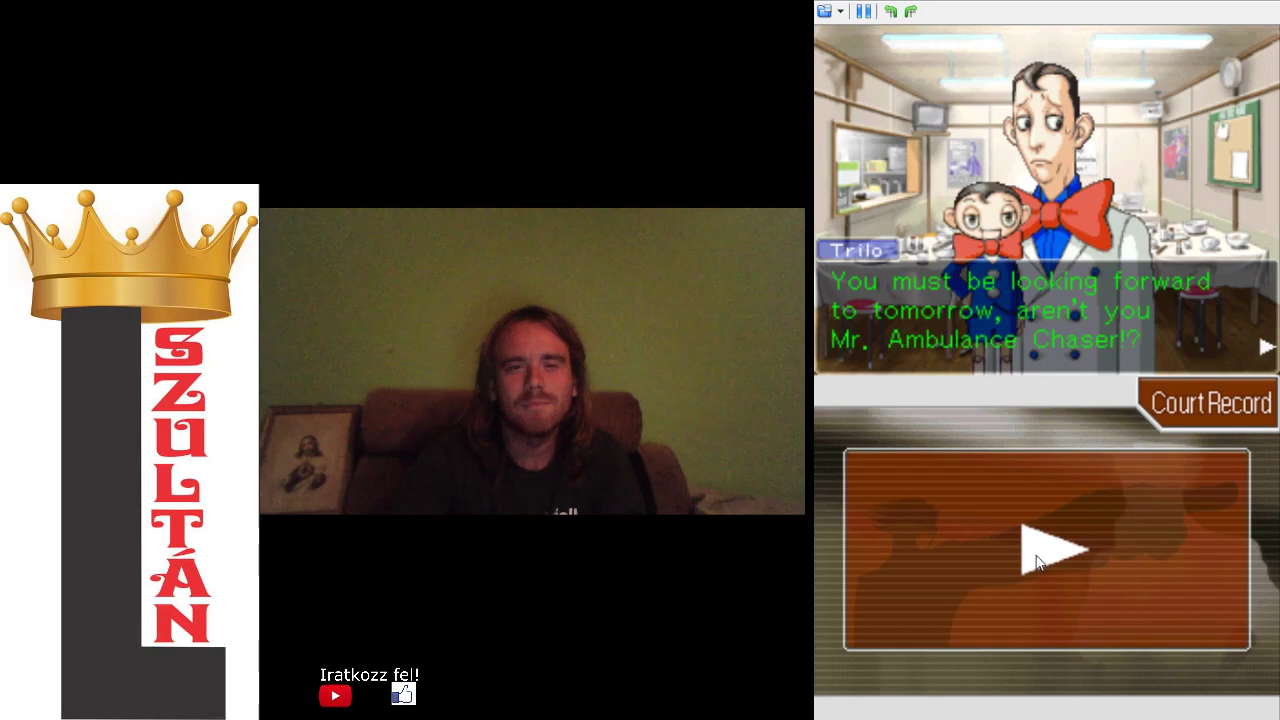 SZULTÁN
Iratkozz fel!
Trilo
You must be looking forward
to tomorrow, aren't you
Mr. Ambulance Chaser!?
Court Record